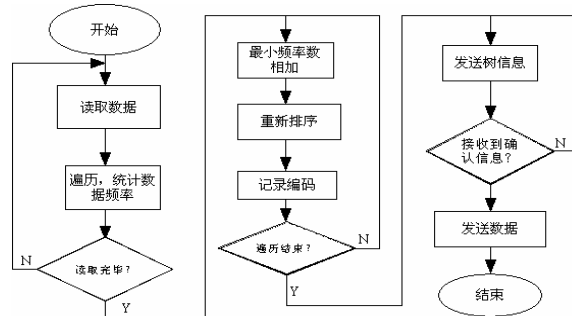 开始
读取数据
遍历，统计数
据频率
读取完毕？
N
Y
最小频率数
相加
重新排序
记录编码
遍历结束？
N
Y
发送树信息
接收到确
认信息？
N
发送数据
结束